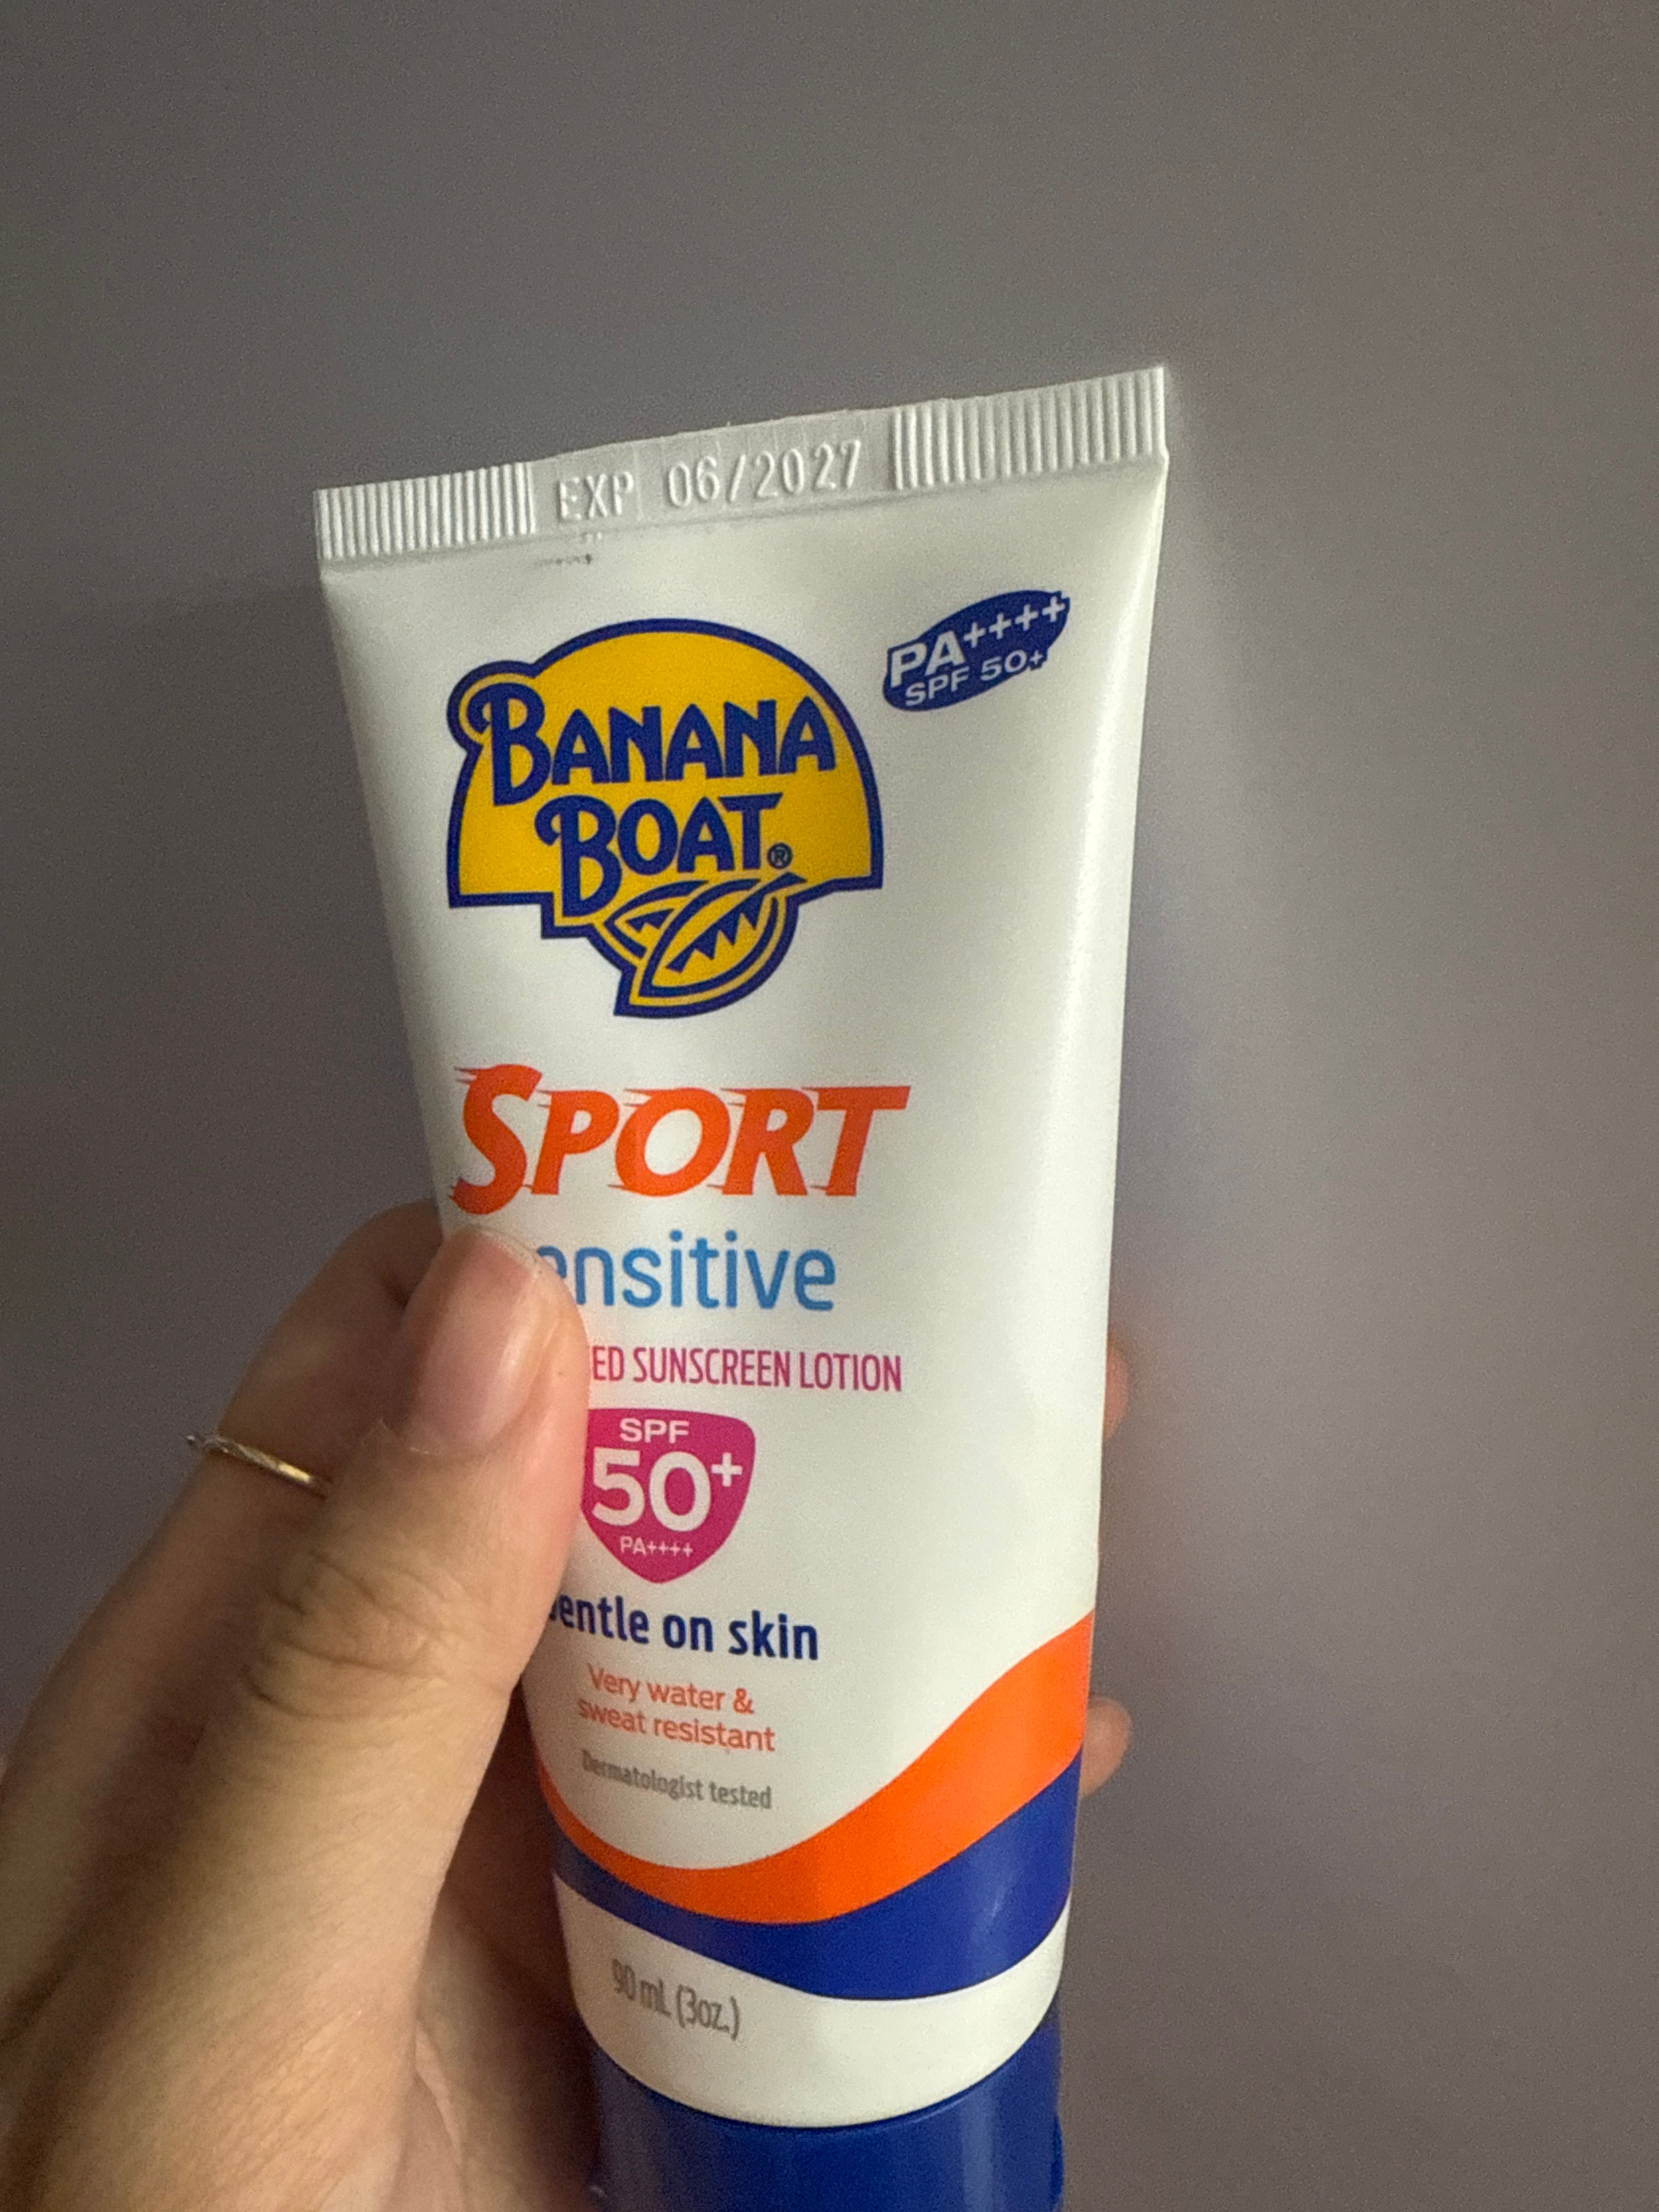 EXP 06/2027
PA++++
SPF 50+
BANANA
BOAT®
SPORT
ensitive
ED SUNSCREEN LOTION
SPF
50+
PA++++
entle on skin
Very water &
sweat resistant
Dermatologist tested
90 ml. (3oz.)